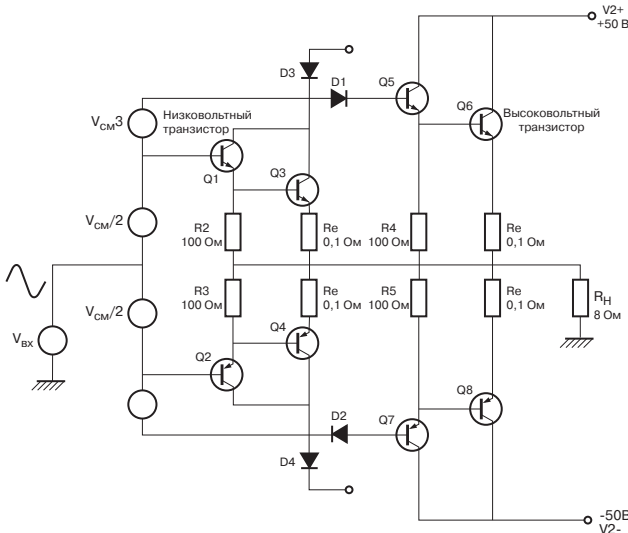 V2+
+50 В
D3
D1
Q5
Q6
Vсм3
Низковольтный
транзистор
Высоковольтный
транзистор
Q1
Q3
Vсм/2
R2
100 Ом
Re
0,1 Ом
R4
100 Ом
Re
0,1 Ом
Vсм/2
R3
100 Ом
Re
0,1 Ом
R5
100 Ом
Re
0,1 Ом
Rн
8 Ом
Vвх
Q4
Q2
Q8
D2
Q7
D4
-50В
V2-